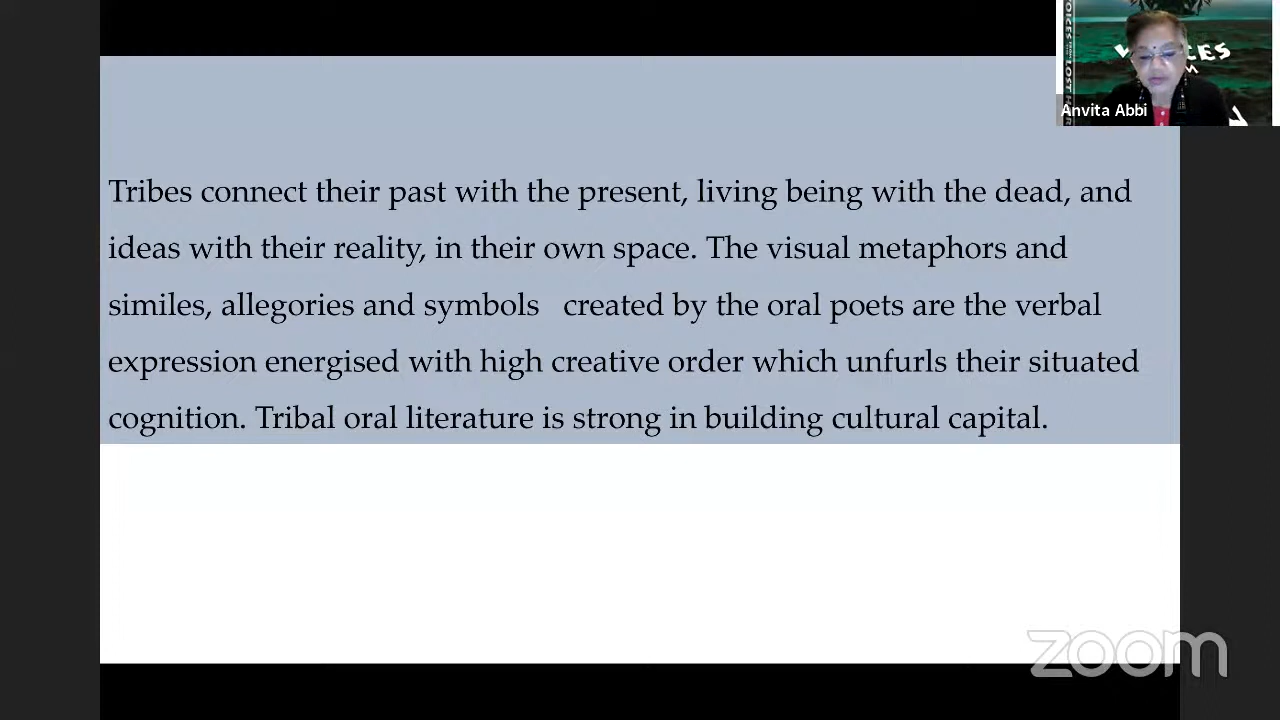 VOICES
LOST
Anvita Abbi
Tribes connect their past with the present, living being with the dead, and
ideas with their reality, in their own space. The visual metaphors and
similes, allegories and symbols   created by the oral poets are the verbal
expression energised with high creative order which unfurls their situated
cognition. Tribal oral literature is strong in building cultural capital.
zoom